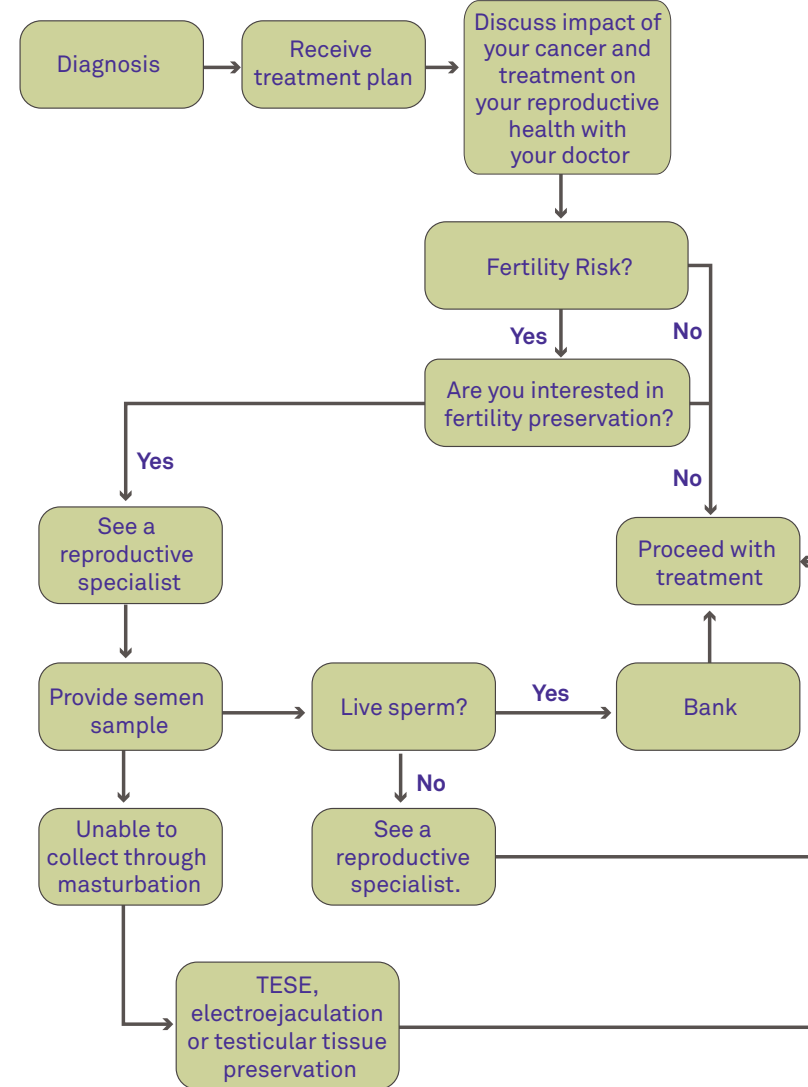 Diagnosis
Receive
treatment plan
Discuss impact of
your cancer and
treatment on
your reproductive
health with
your doctor
Fertility Risk?
Yes
No
Are you interested in
fertility preservation?
Yes
No
See a
reproductive
specialist
Proceed with
treatment
Provide semen
sample
Live sperm?
Yes
Bank
No
Unable to
collect through
masturbation
See a
reproductive
specialist.
TESE,
electroejaculation
or testicular tissue
preservation